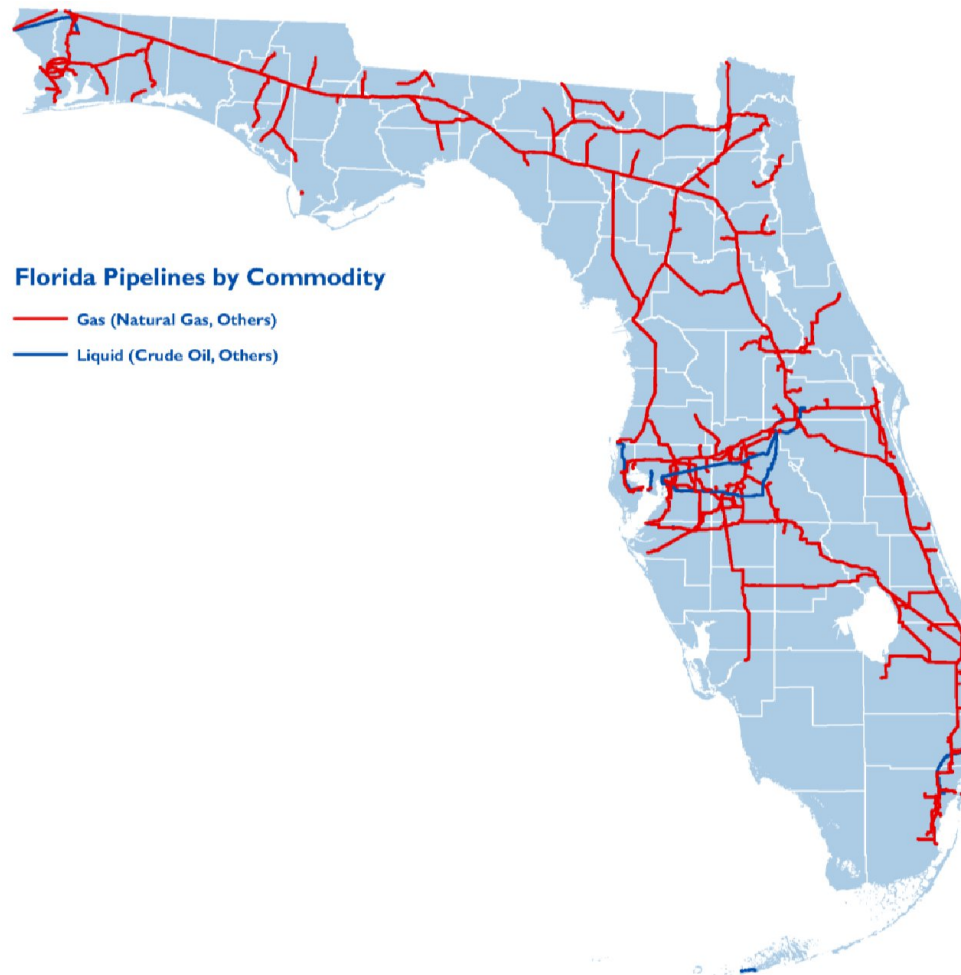 Florida Pipelines by Commodity
Gas (Natural Gas, Others)
Liquid (Crude Oil, Others)